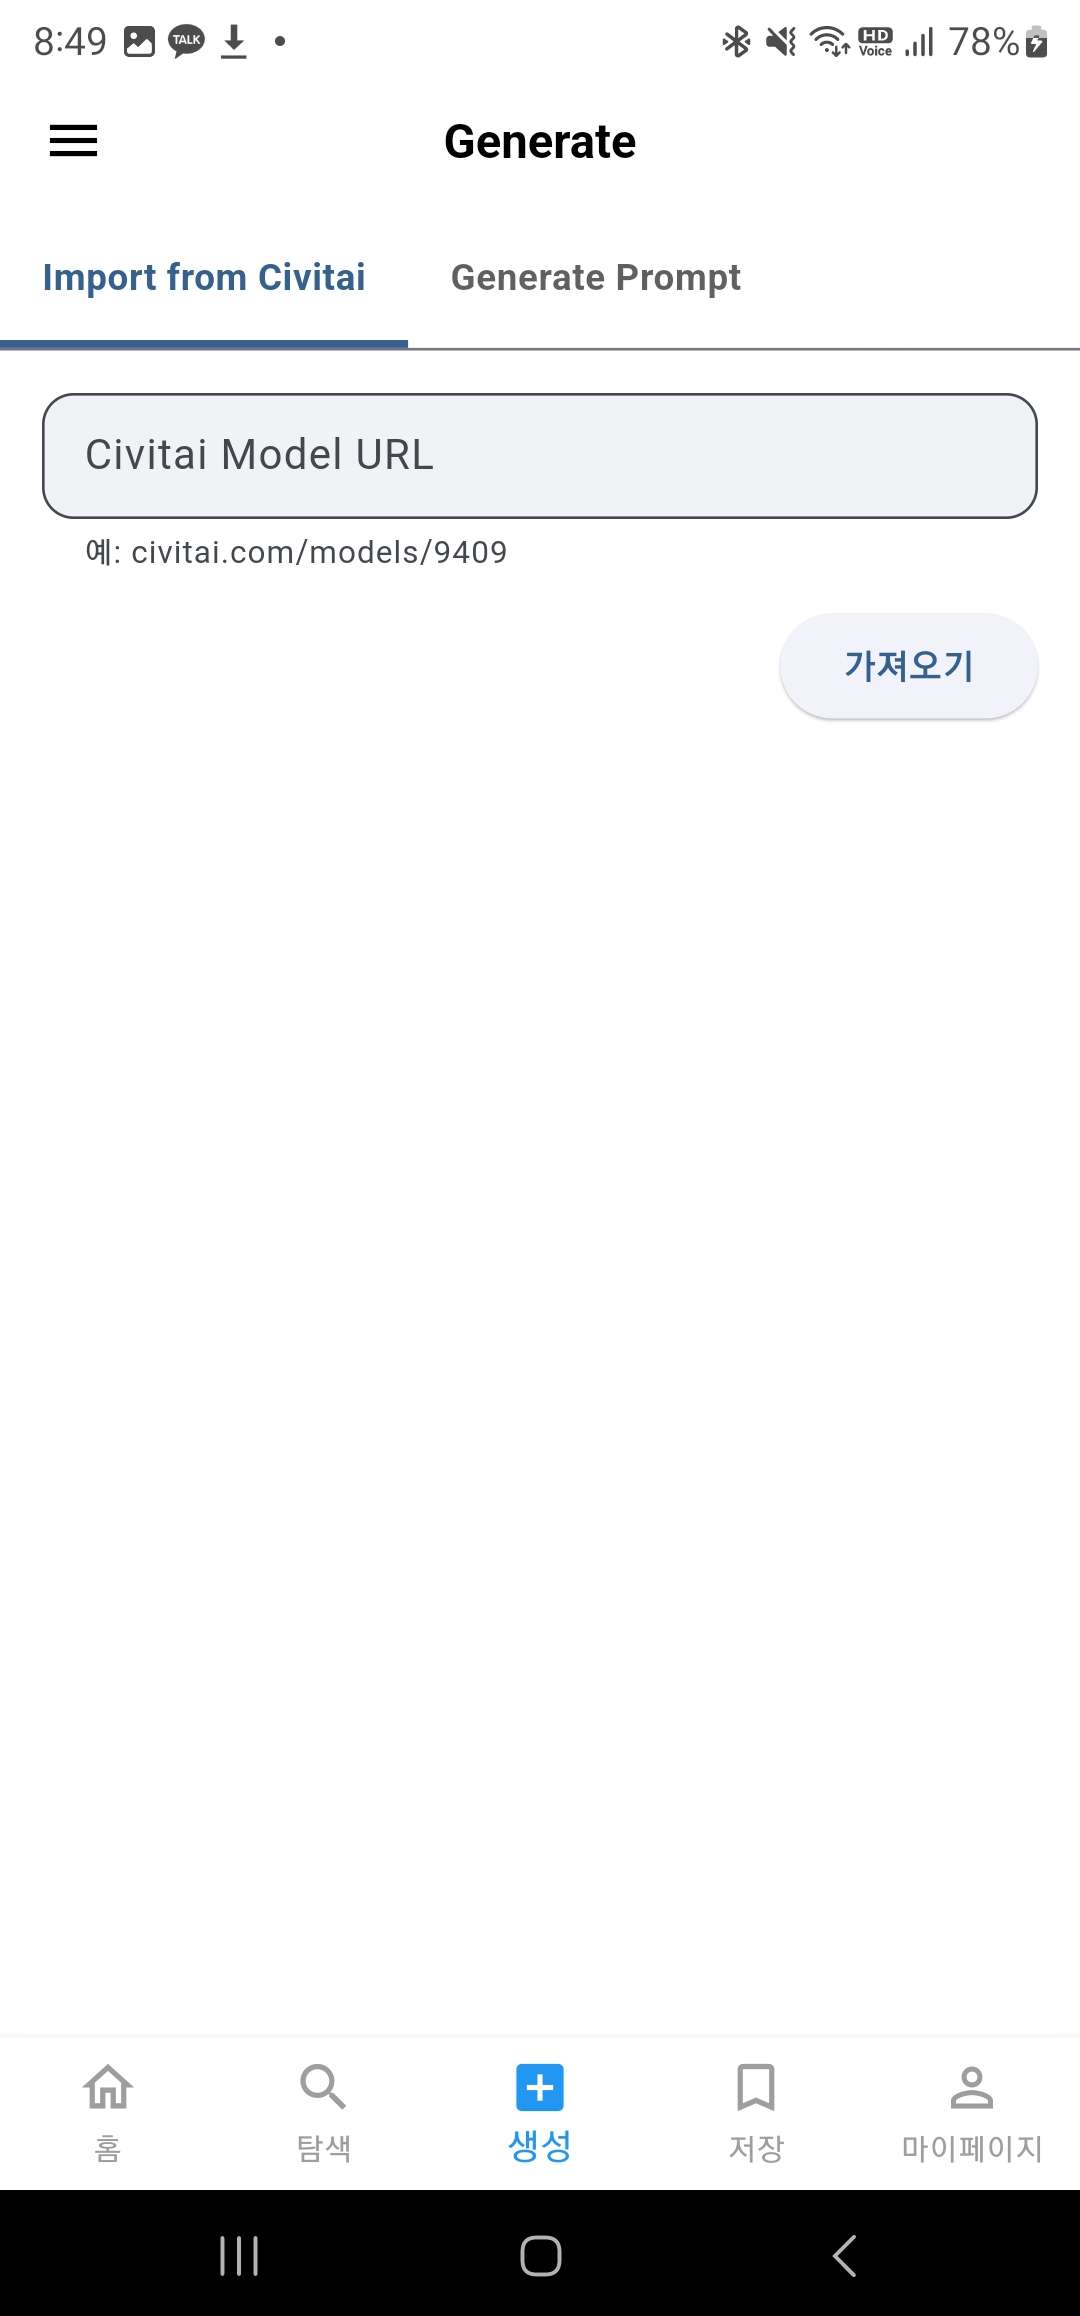 8:49 TALK HD Voice 78%
Generate
Import from Civitai Generate Prompt
Civitai Model URL
예: civitai.com/models/9409
가져오기
홈 탐색 생성 저장 마이페이지